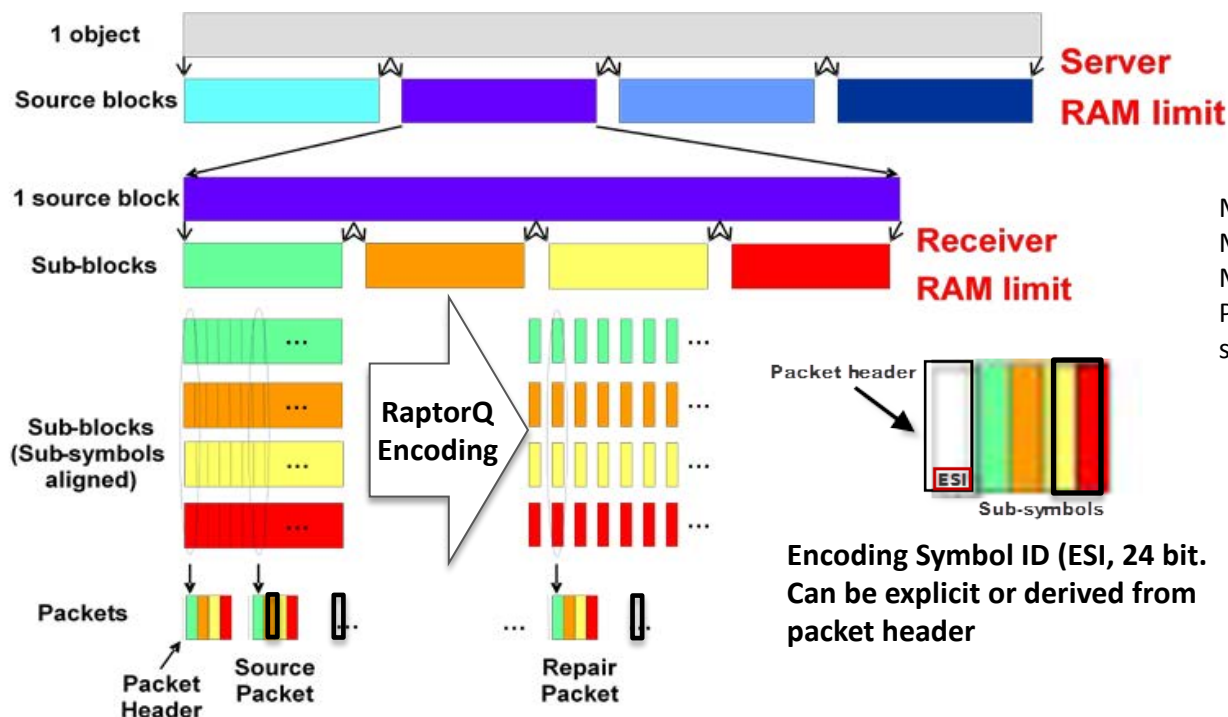 1 object
Source blocks
Server
RAM limit
1 source block
Sub-blocks
Receiver
RAM limit
...
...
...
...
...
...
...
...
Sub-blocks
(Sub-symbols
aligned)
RaptorQ
Encoding
Packet header
ESI
Sub-symbols
Encoding Symbol ID (ESI, 24 bit.
Can be explicit or derived from
packet header
Packets
...
...
...
Packet
Header
Source
Packet
Repair
Packet